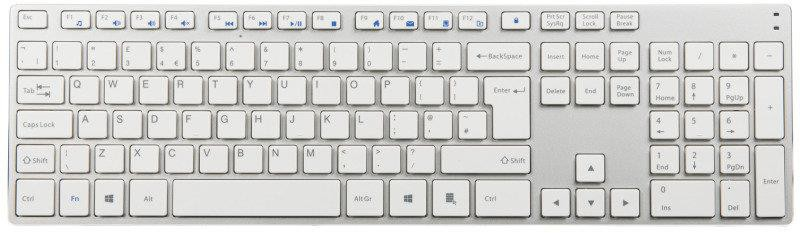 Esc F1 F2 F3 F4 F5 F6 F7 F8 F9 F10 F11 F12 Prt Scr Scroll Pause
SysRq Lock Break
! " £ $ % ^ & * ( ) _ +
1 2 3 4 € 5 6 7 8 9 0 - = BackSpace Insert Home Page Up Num Lock / * -
Tab Q W E R T Y U I O P { [ } ] Enter Delete End Page Down 7 Home 8 ↑ 9 PgUp +
Caps Lock A S D F G H J K L : ; @ ' ~ # 4 ← 5 6 →
Shift | \ Z X C V B N M < , > . ? / Shift ▲ 1 End 2 ↓ 3 PgDn Enter
Ctrl Fn Alt Alt Gr Ctrl ◄ ▼ ► 0 Ins . Del